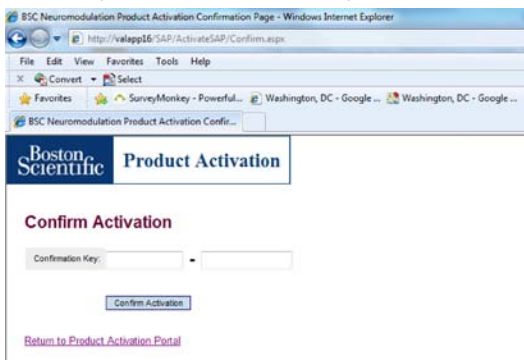 BSC Neuromodulation Product Activation Confirmation Page - Windows Internet Explorer
http://valapp16/SAP/ActivateSAP/Confirm.aspx
File Edit View Favorites Tools Help
x Convert Select
Favorites SurveyMonkey - Powerful... Washington, DC - Google ... Washington, DC - Google ...
BSC Neuromodulation Product Activation Confir...
Boston
Scientific
Product Activation
Confirm Activation
Confirmation Key: -
Confirm Activation
Return to Product Activation Portal